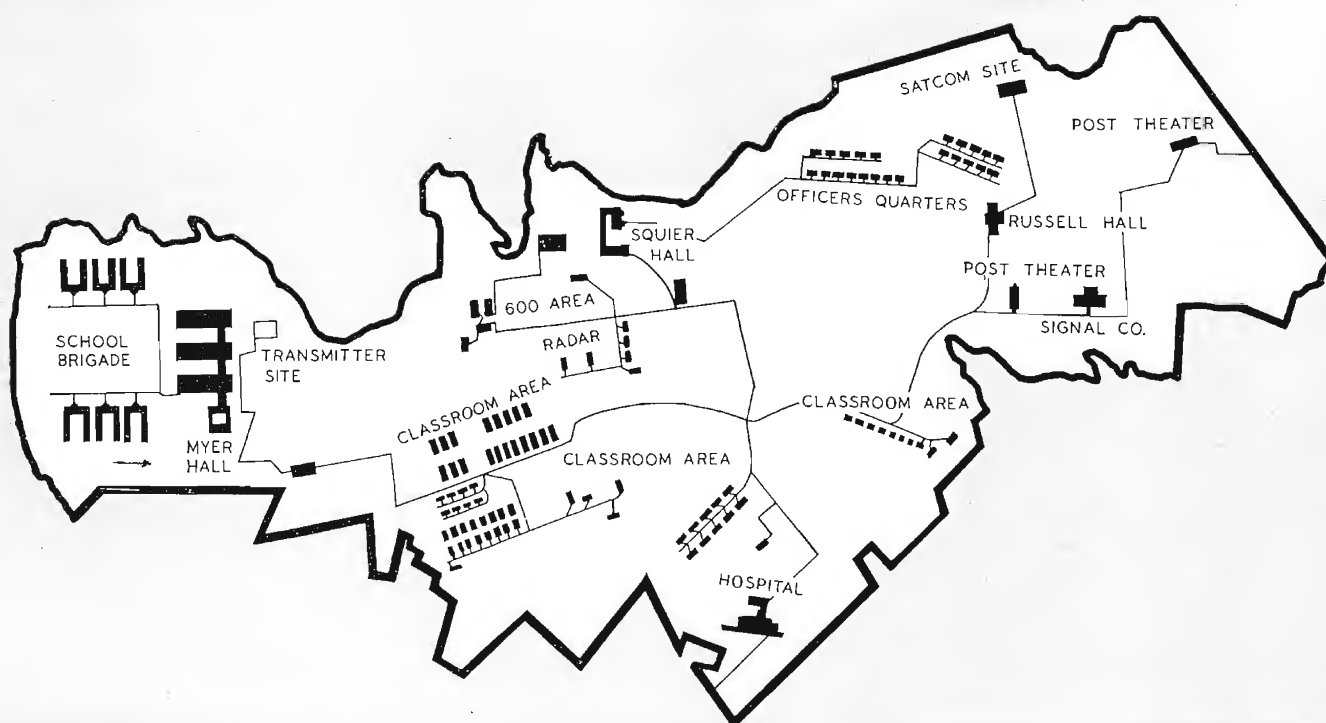 SATCOM SITE
POST THEATER
OFFICERS QUARTERS
RUSSELL HALL
SQUIER
HALL
POST THEATER
600 AREA
SIGNAL CO.
SCHOOL
BRIGADE
TRANSMITTER
SITE
RADAR
CLASSROOM AREA
CLASSROOM AREA
MYER
HALL
CLASSROOM AREA
HOSPITAL